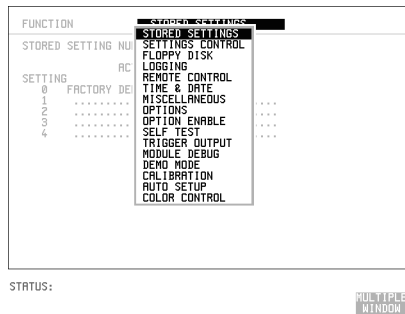 FUNCTION STORED SETTINGS
STORED SETTINGS
STORED SETTING NU SETTINGS CONTROL
FLOPPY DISK
AC LOGGING
SETTING REMOTE CONTROL
0 FACTORY DE TIME & DATE
1 ......... MISCELLANEOUS ....
2 ......... OPTIONS ....
3 ......... OPTION ENABLE ....
4 ......... SELF TEST ....
TRIGGER OUTPUT
MODULE DEBUG
DEMO MODE
CALIBRATION
AUTO SETUP
COLOR CONTROL
STATUS:
MULTIPLE
WINDOW